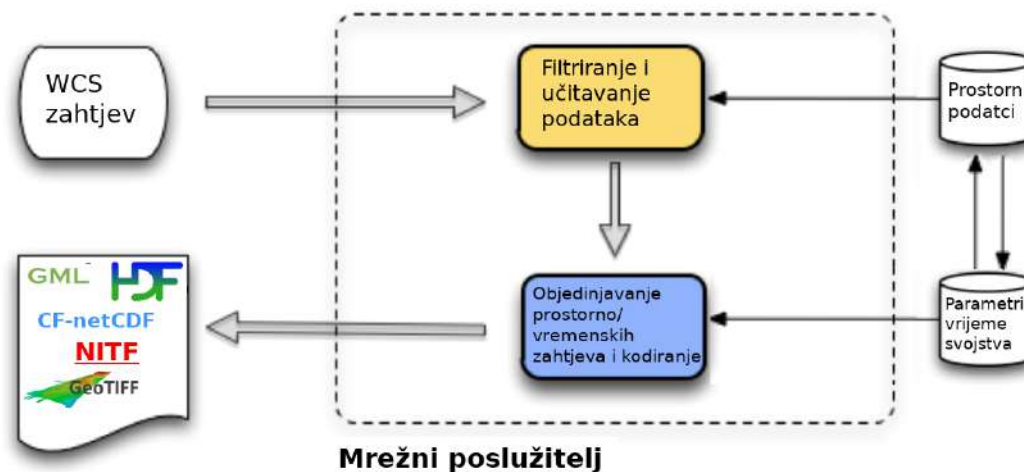 WCS
zahtjev
Filtriranje i
učitavanje
podataka
Prostorn
podatci
GML
HDF
CF-netCDF
NITF
GeoTIFF
Objedinjavanje
prostorno/
vremenskih
zahtjeva i kodiranje
Parametri
vrijeme
svojstva
Mrežni poslužitelj